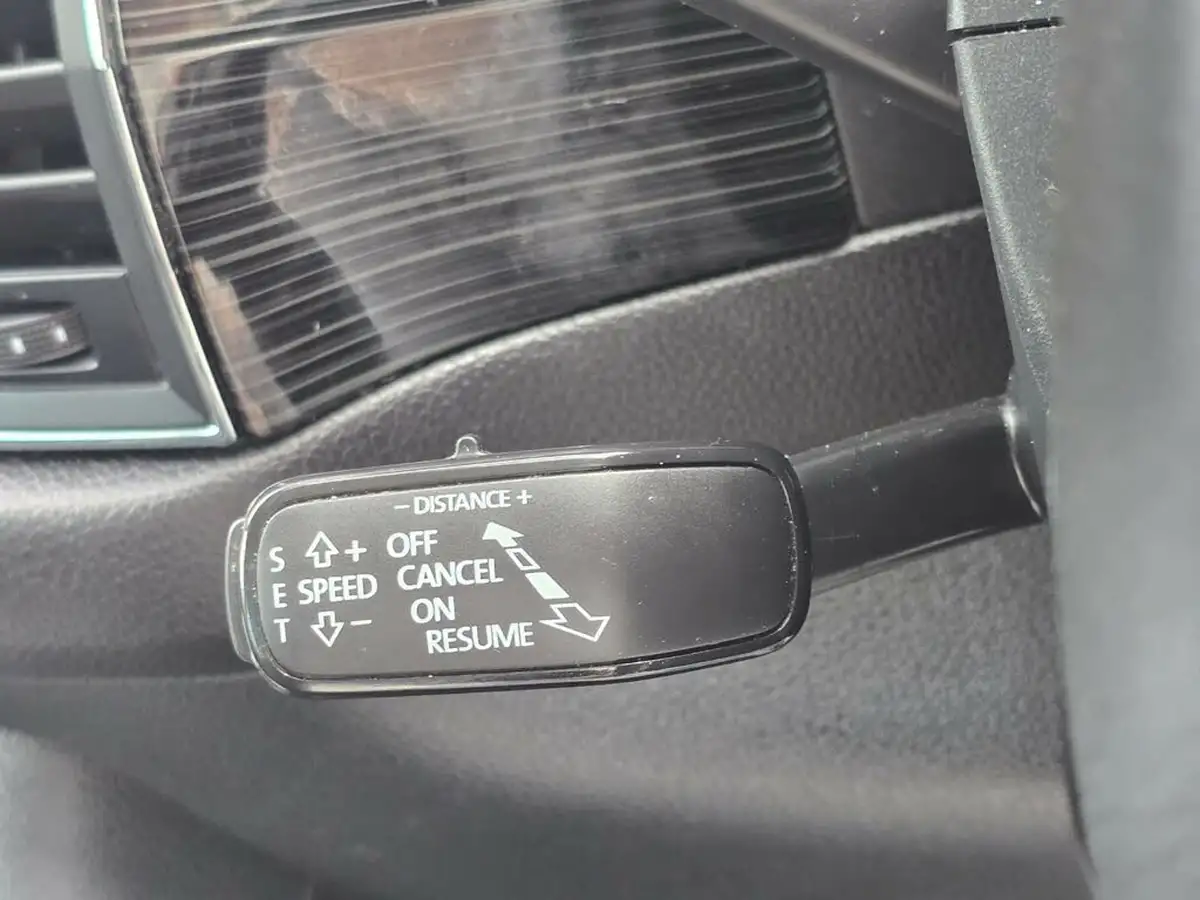 − DISTANCE +
S + OFF
E SPEED CANCEL
ON
T − RESUME